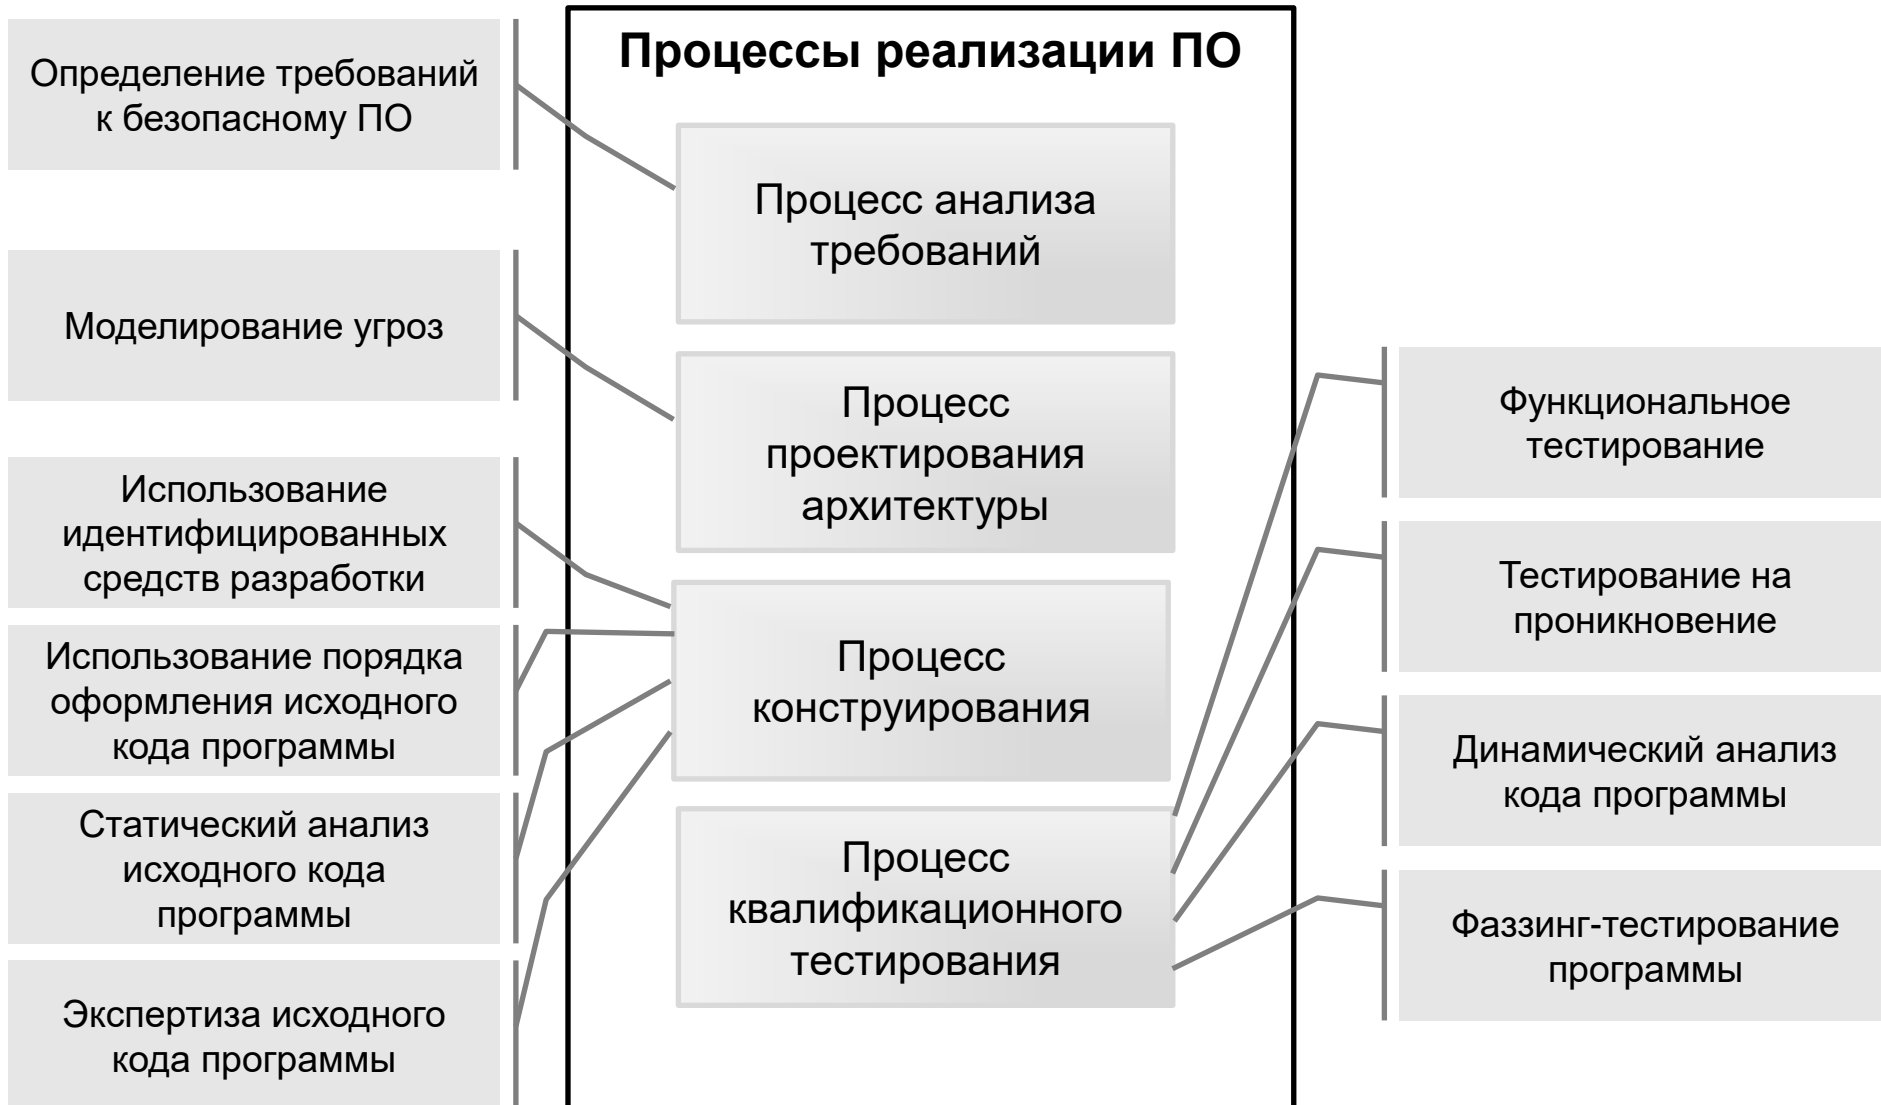 Процессы реализации ПО
Определение требований
к безопасному ПО
Моделирование угроз
Использование
идентифицированных
средств разработки
Использование порядка
оформления исходного
кода программы
Статический анализ
исходного кода
программы
Экспертиза исходного
кода программы
Процесс анализа
требований
Процесс
проектирования
архитектуры
Процесс
конструирования
Процесс
квалификационного
тестирования
Функциональное
тестирование
Тестирование на
проникновение
Динамический анализ
кода программы
Фаззинг-тестирование
программы